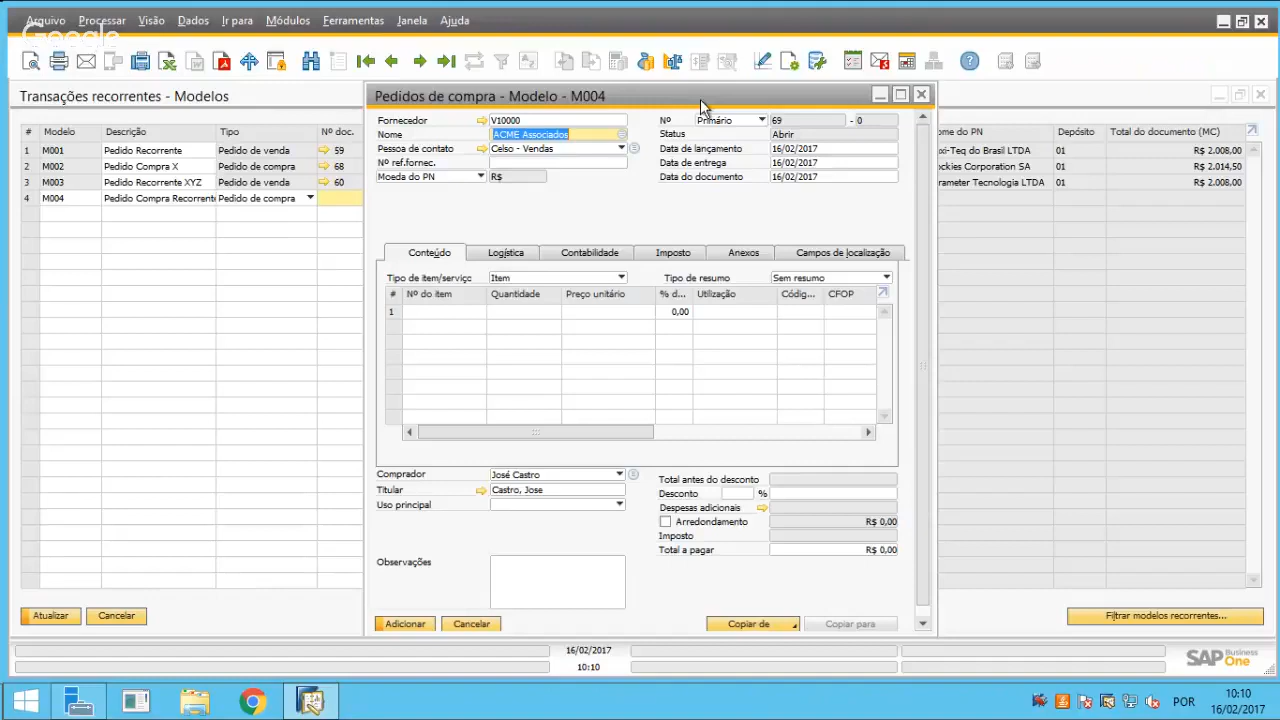 Arquivo Processar Visão Dados Ir para Módulos Ferramentas Janela Ajuda
Google
Transações recorrentes - Modelos
# Modelo Descrição Tipo Nº doc.
1 M001 Pedido Recorrente Pedido de venda 59
2 M002 Pedido Compra X Pedido de compra 68
3 M003 Pedido Recorrente XYZ Pedido de venda 60
4 M004 Pedido Compra Recorrent Pedido de compra
Atualizar Cancelar
Pedidos de compra - Modelo - M004
Fornecedor V10000
Nome ACME Associados
Pessoa de contato Celso - Vendas
Nº ref.fornec.
Moeda do PN R$
Nº Primário 69 - 0
Status Abrir
Data de lançamento 16/02/2017
Data de entrega 16/02/2017
Data do documento 16/02/2017
Conteúdo Logística Contabilidade Imposto Anexos Campos de localização
Tipo de item/serviço Item Tipo de resumo Sem resumo
# Nº do item Quantidade Preço unitário % d... Utilização Códig... CFOP
1 0,00
Comprador José Castro
Titular Castro, Jose
Uso principal
Observações
Total antes do desconto
Desconto %
Despesas adicionais
Arredondamento R$ 0,00
Imposto
Total a pagar R$ 0,00
Adicionar Cancelar Copiar de Copiar para
ome do PN Depósito Total do documento (MC)
xi-Teq do Brasil LTDA 01 R$ 2.008,00
ockies Corporation SA 01 R$ 2.014,50
rameter Tecnologia LTDA 01 R$ 2.008,00
Filtrar modelos recorrentes...
16/02/2017
10:10
SAP Business One
POR
10:10
16/02/2017